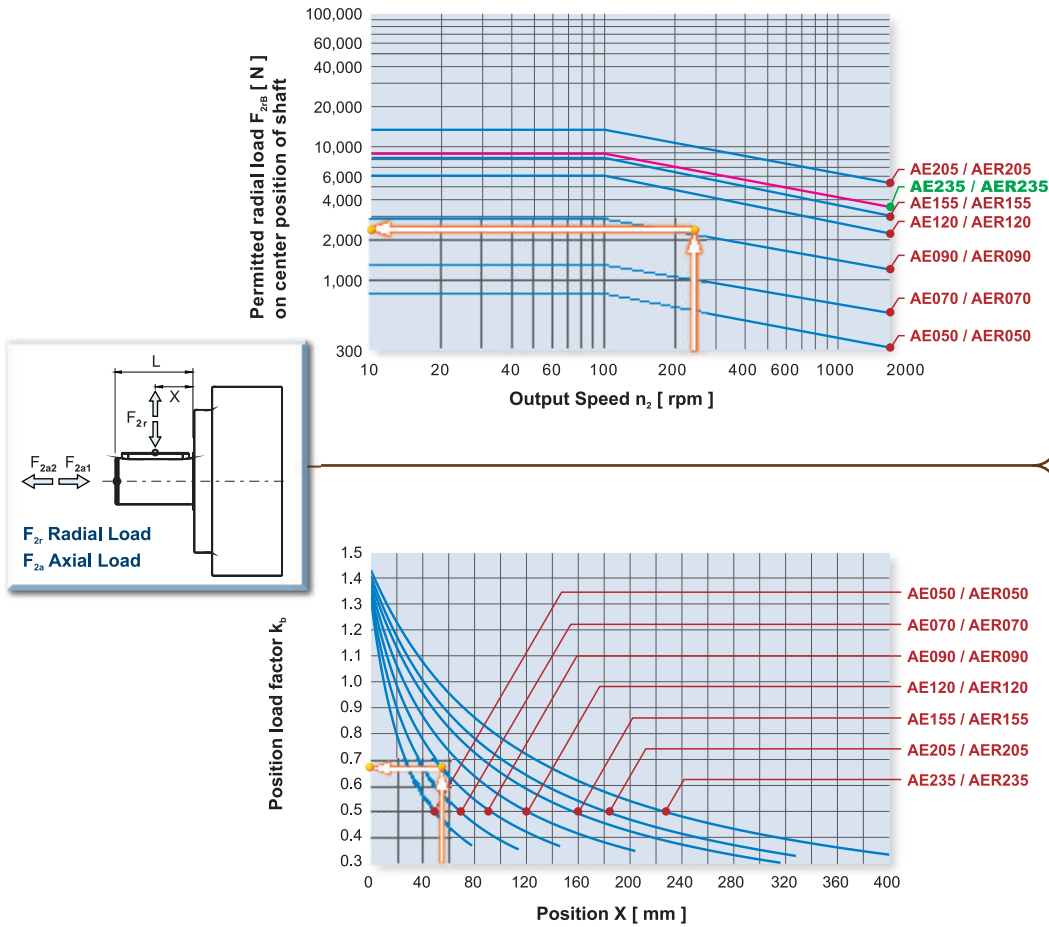 100,000
60,000
40,000
20,000
10,000
6,000
4,000
2,000
1,000
300
Permitted radial load F2rB [ N ]
on center position of shaft
10 20 40 60 100 200 400 600 1000 2000
Output Speed n2 [ rpm ]
AE205 / AER205
AE235 / AER235
AE155 / AER155
AE120 / AER120
AE090 / AER090
AE070 / AER070
AE050 / AER050
L
X
F2r
F2a2 F2a1
F2r Radial Load
F2a Axial Load
1.5
1.4
1.3
1.2
1.1
1.0
0.9
0.8
0.7
0.6
0.5
0.4
0.3
Position load factor kb
0 40 80 120 160 200 240 280 320 360 400
Position X [ mm ]
AE050 / AER050
AE070 / AER070
AE090 / AER090
AE120 / AER120
AE155 / AER155
AE205 / AER205
AE235 / AER235